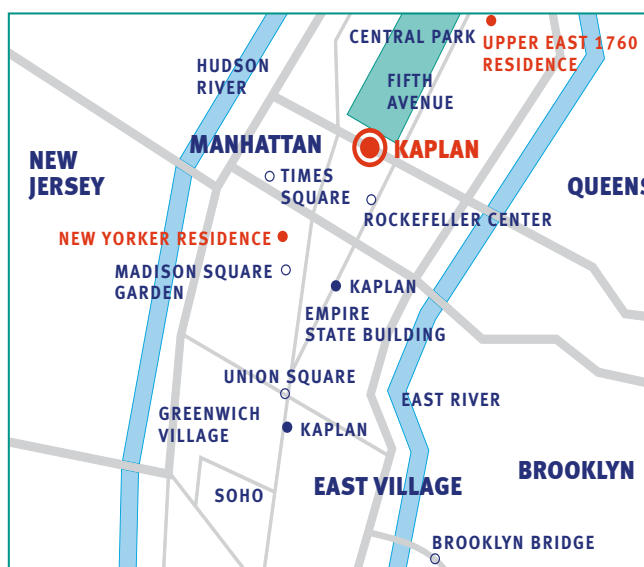 CENTRAL PARK
UPPER EAST 1760
RESIDENCE
HUDSON
RIVER
FIFTH
AVENUE
MANHATTAN
KAPLAN
NEW
JERSEY
TIMES
SQUARE
QUEENS
ROCKEFELLER CENTER
NEW YORKER RESIDENCE
MADISON SQUARE
GARDEN
KAPLAN
EMPIRE
STATE BUILDING
UNION SQUARE
EAST RIVER
GREENWICH
VILLAGE
KAPLAN
BROOKLYN
EAST VILLAGE
SOHO
BROOKLYN BRIDGE